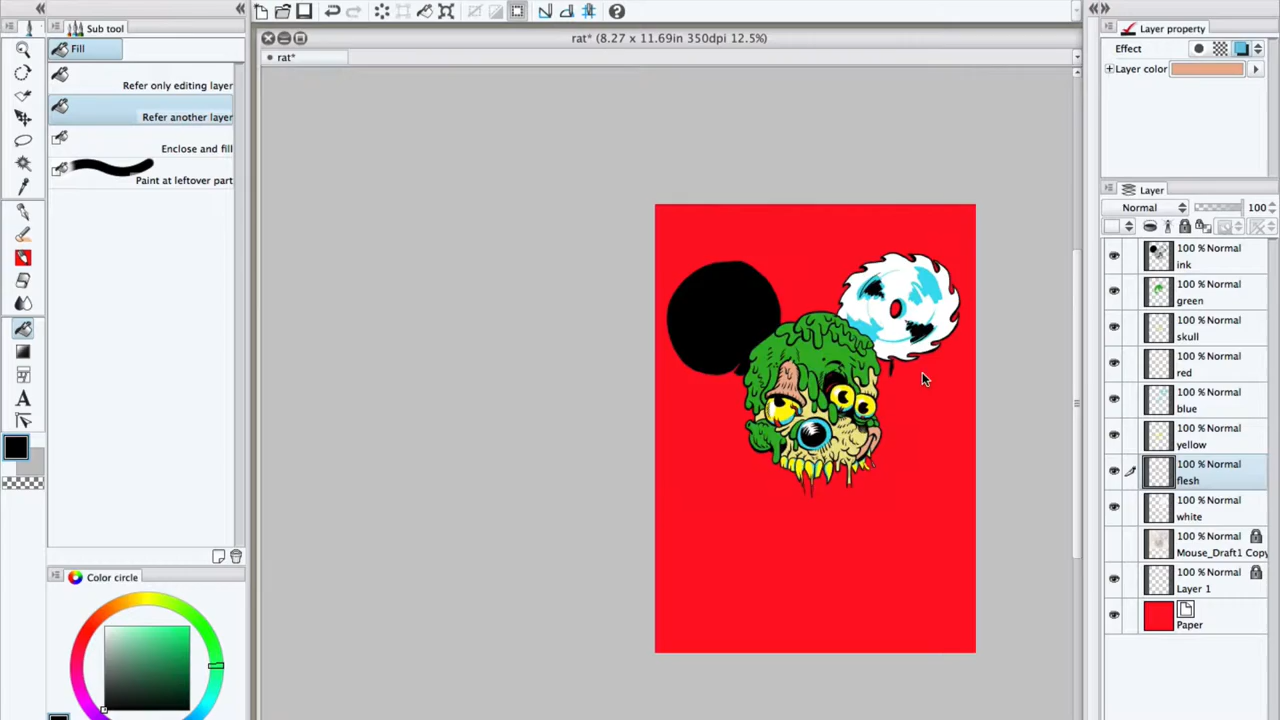 Sub tool
rat* (8.27 x 11.69in 350dpi 12.5%)
rat*
Fill
Refer only editing layer
Refer another layer
Enclose and fill
Paint at leftover part
Color circle
Layer property
Effect
Layer color
Layer
Normal
100
100 % Normal
ink
100 % Normal
green
100 % Normal
skull
100 % Normal
red
100 % Normal
blue
100 % Normal
yellow
100 % Normal
flesh
100 % Normal
white
100 % Normal
Mouse_Draft1 Copy
100 % Normal
Layer 1
Paper